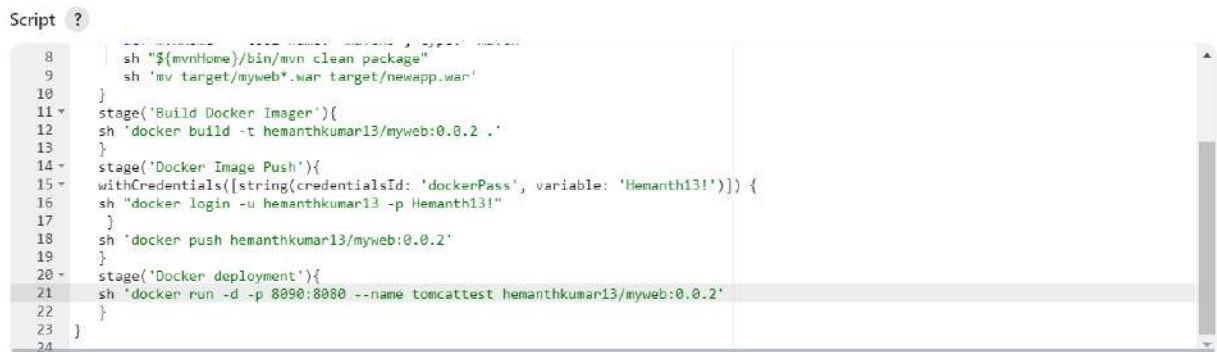 Script ?
8 sh "${mvnHome}/bin/mvn clean package"
9 sh 'mv target/myweb*.war target/newapp.war'
10 }
11 stage('Build Docker Imager'){
12 sh 'docker build -t hemanthkumar13/myweb:0.0.2 .'
13 }
14 stage('Docker Image Push'){
15 withCredentials([string(credentialsId: 'dockerPass', variable: 'Hemanth13!')]) {
16 sh "docker login -u hemanthkumar13 -p Hemanth13!"
17 }
18 sh 'docker push hemanthkumar13/myweb:0.0.2'
19 }
20 stage('Docker deployment'){
21 sh 'docker run -d -p 8090:8080 --name tomcattest hemanthkumar13/myweb:0.0.2'
22 }
23 }
24